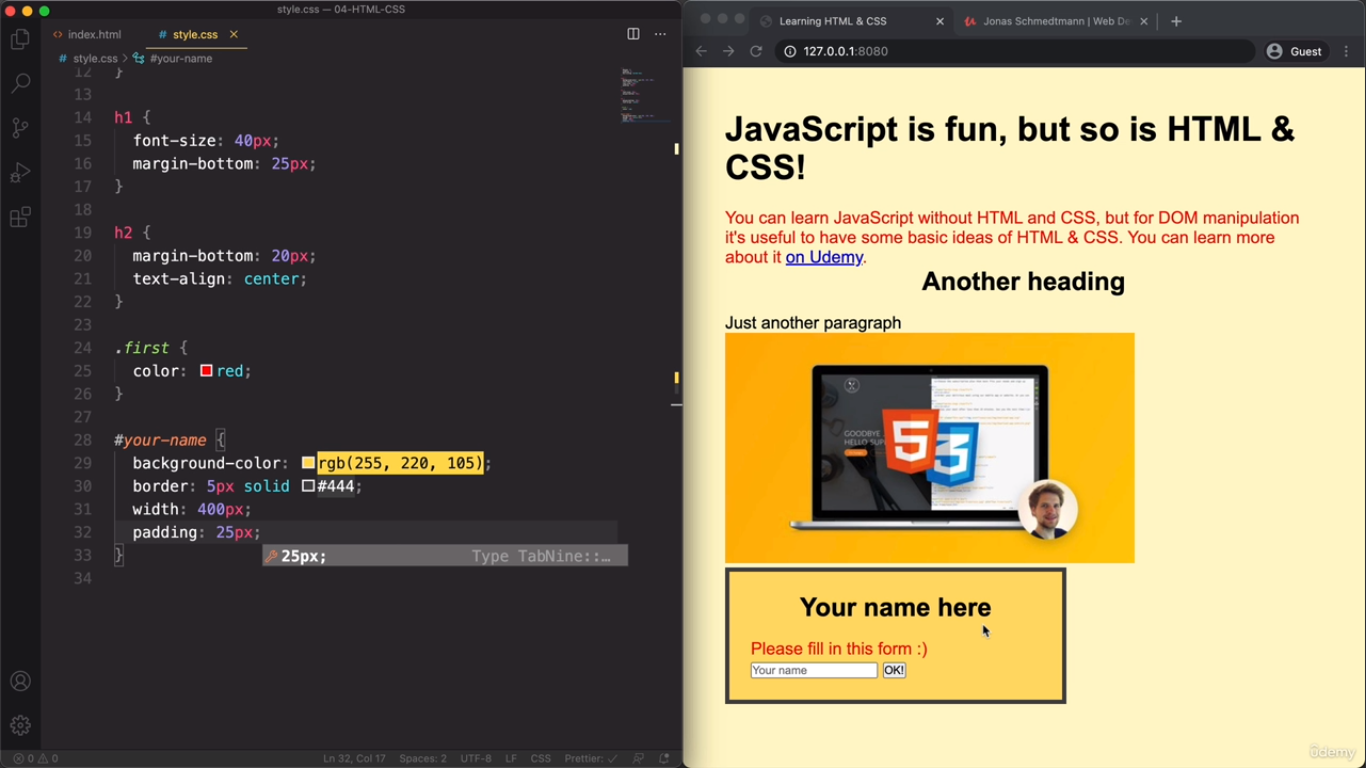 style.css — 04-HTML-CSS
index.html
# style.css
# style.css > #your-name
12 }
13
14 h1 {
15 font-size: 40px;
16 margin-bottom: 25px;
17 }
18
19 h2 {
20 margin-bottom: 20px;
21 text-align: center;
22 }
23
24 .first {
25 color: red;
26 }
27
28 #your-name {
29 background-color: rgb(255, 220, 105);
30 border: 5px solid #444;
31 width: 400px;
32 padding: 25px;
33 }
25px; Type TabNine::…
34
0 0
Ln 32, Col 17 Spaces: 2 UTF-8 LF CSS Prettier: ✓
Learning HTML & CSS
Jonas Schmedtmann | Web De
127.0.0.1:8080
Guest
JavaScript is fun, but so is HTML &
CSS!
You can learn JavaScript without HTML and CSS, but for DOM manipulation
it's useful to have some basic ideas of HTML & CSS. You can learn more
about it on Udemy.
Another heading
Just another paragraph
GOODBYE
5 3
Your name here
Please fill in this form :)
Your name OK!
ûdemy